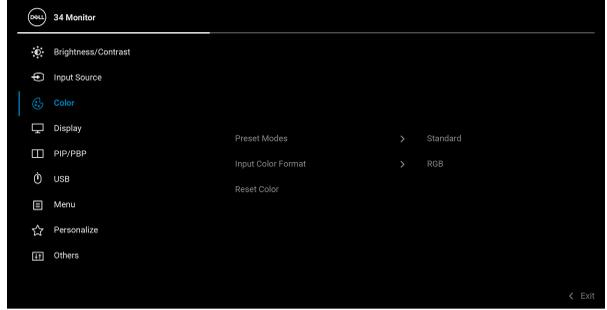 DELL 34 Monitor
Brightness/Contrast
Input Source
Color
Display
PIP/PBP
USB
Menu
Personalize
Others
Preset Modes > Standard
Input Color Format > RGB
Reset Color
< Exit